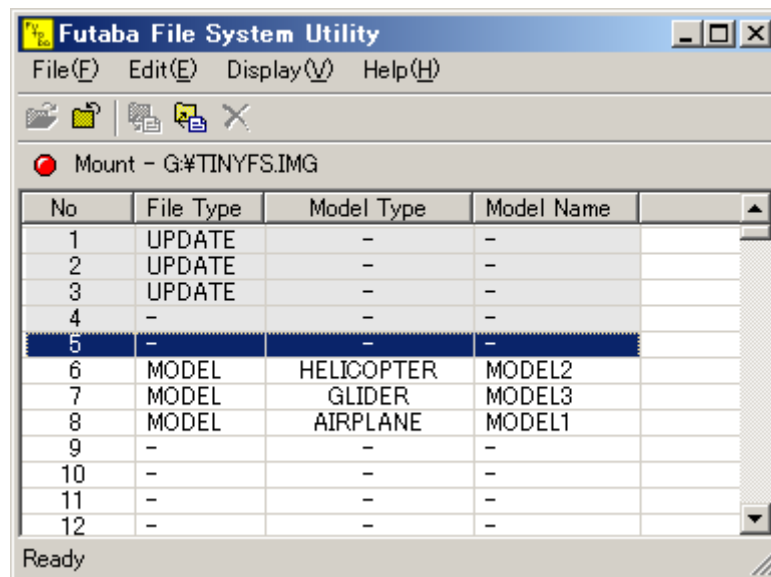 Futaba File System Utility
File(F) Edit(E) Display(V) Help(H)
Mount - G:¥TINYFS.IMG
No File Type Model Type Model Name
1 UPDATE - -
2 UPDATE - -
3 UPDATE - -
4 - - -
5 - - -
6 MODEL HELICOPTER MODEL2
7 MODEL GLIDER MODEL3
8 MODEL AIRPLANE MODEL1
9 - - -
10 - - -
11 - - -
12 - - -
Ready